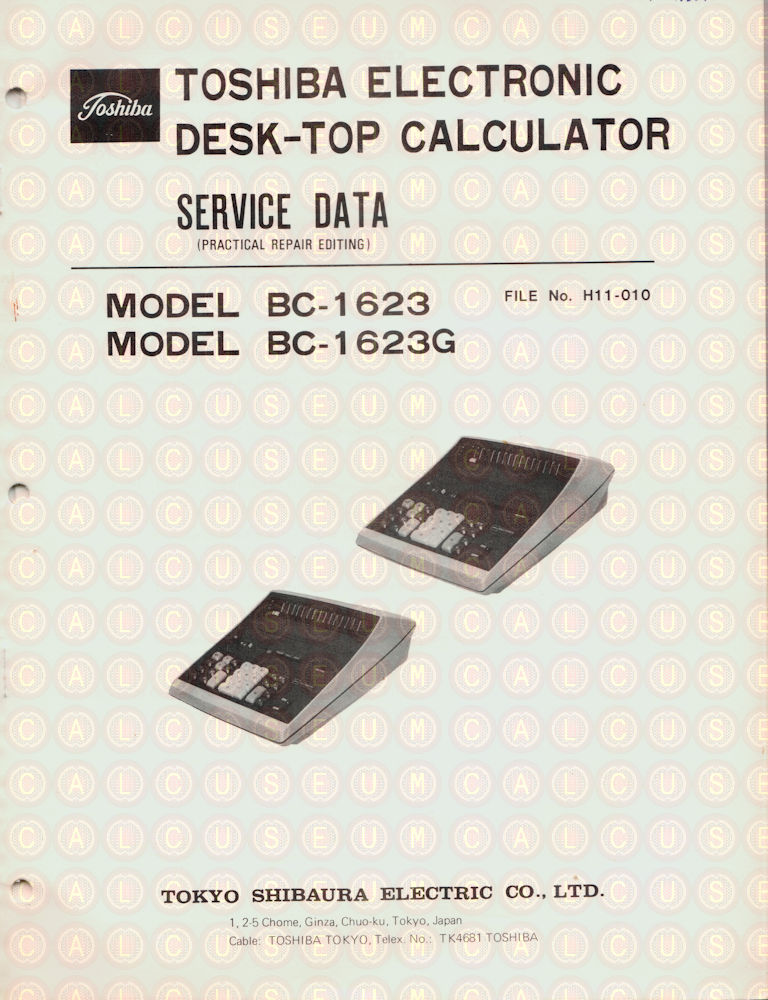 Toshiba
TOSHIBA ELECTRONIC
DESK-TOP CALCULATOR
SERVICE DATA
(PRACTICAL REPAIR EDITING)
MODEL BC-1623
FILE No. H11-010
MODEL BC-1623G
TOKYO SHIBAURA ELECTRIC CO., LTD.
1, 2-5 Chome, Ginza, Chuo-ku, Tokyo, Japan
Cable: TOSHIBA TOKYO, Telex. No.: TK4681 TOSHIBA
CALCUSEUM